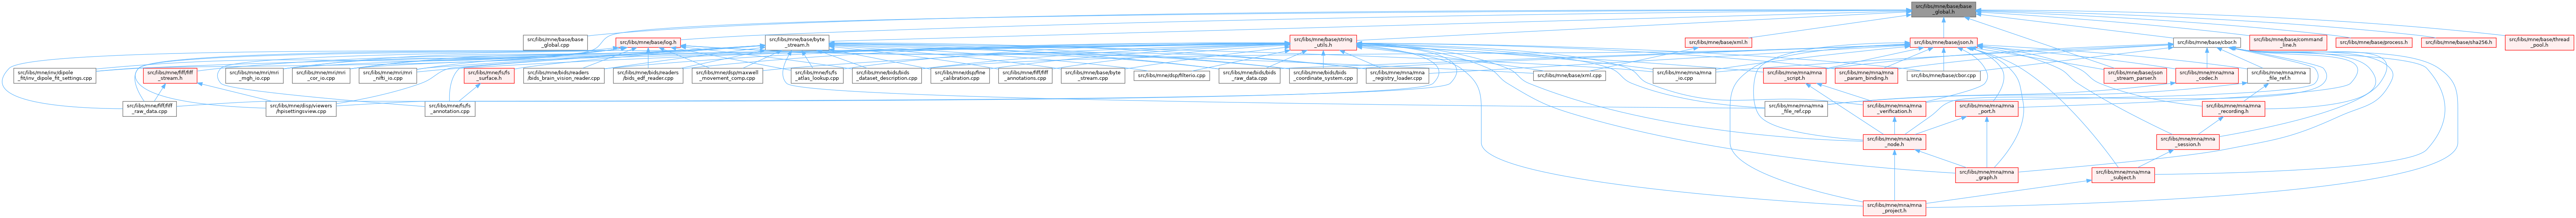 src/libs/mne/base/base
_global.h
src/libs/mne/base/base
_global.cpp
src/libs/mne/base/log.h
src/libs/mne/base/byte
_stream.h
src/libs/mne/base/string
_utils.h
src/libs/mne/base/xml.h
src/libs/mne/base/json.h
src/libs/mne/base/cbor.h
src/libs/mne/base/command
_line.h
src/libs/mne/base/process.h
src/libs/mne/base/sha256.h
src/libs/mne/base/thread
_pool.h
src/libs/mne/inv/dipole
_fit/inv_dipole_fit_settings.cpp
src/libs/mne/fiff/fiff
_stream.h
src/libs/mne/mri/mri
_mgh_io.cpp
src/libs/mne/mri/mri
_cor_io.cpp
src/libs/mne/mri/mri
_nifti_io.cpp
src/libs/mne/fs/fs
_surface.h
src/libs/mne/bids/readers
/bids_brain_vision_reader.cpp
src/libs/mne/bids/readers
/bids_edf_reader.cpp
src/libs/mne/dsp/maxwell
_movement_comp.cpp
src/libs/mne/fs/fs
_atlas_lookup.cpp
src/libs/mne/bids/bids
_dataset_description.cpp
src/libs/mne/dsp/fine
_calibration.cpp
src/libs/mne/fiff/fiff
_annotations.cpp
src/libs/mne/base/byte
_stream.cpp
src/libs/mne/dsp/filterio.cpp
src/libs/mne/bids/bids
_raw_data.cpp
src/libs/mne/bids/bids
_coordinate_system.cpp
src/libs/mne/mna/mna
_registry_loader.cpp
src/libs/mne/base/xml.cpp
src/libs/mne/mna/mna
_io.cpp
src/libs/mne/mna/mna
_script.h
src/libs/mne/mna/mna
_param_binding.h
src/libs/mne/base/cbor.cpp
src/libs/mne/base/json
_stream_parser.h
src/libs/mne/mna/mna
_codec.h
src/libs/mne/mna/mna
_file_ref.h
src/libs/mne/fiff/fiff
_raw_data.cpp
src/libs/mne/disp/viewers
/hpisettingsview.cpp
src/libs/mne/fs/fs
_annotation.cpp
src/libs/mne/mna/mna
_file_ref.cpp
src/libs/mne/mna/mna
_verification.h
src/libs/mne/mna/mna
_port.h
src/libs/mne/mna/mna
_recording.h
src/libs/mne/mna/mna
_node.h
src/libs/mne/mna/mna
_session.h
src/libs/mne/mna/mna
_graph.h
src/libs/mne/mna/mna
_subject.h
src/libs/mne/mna/mna
_project.h